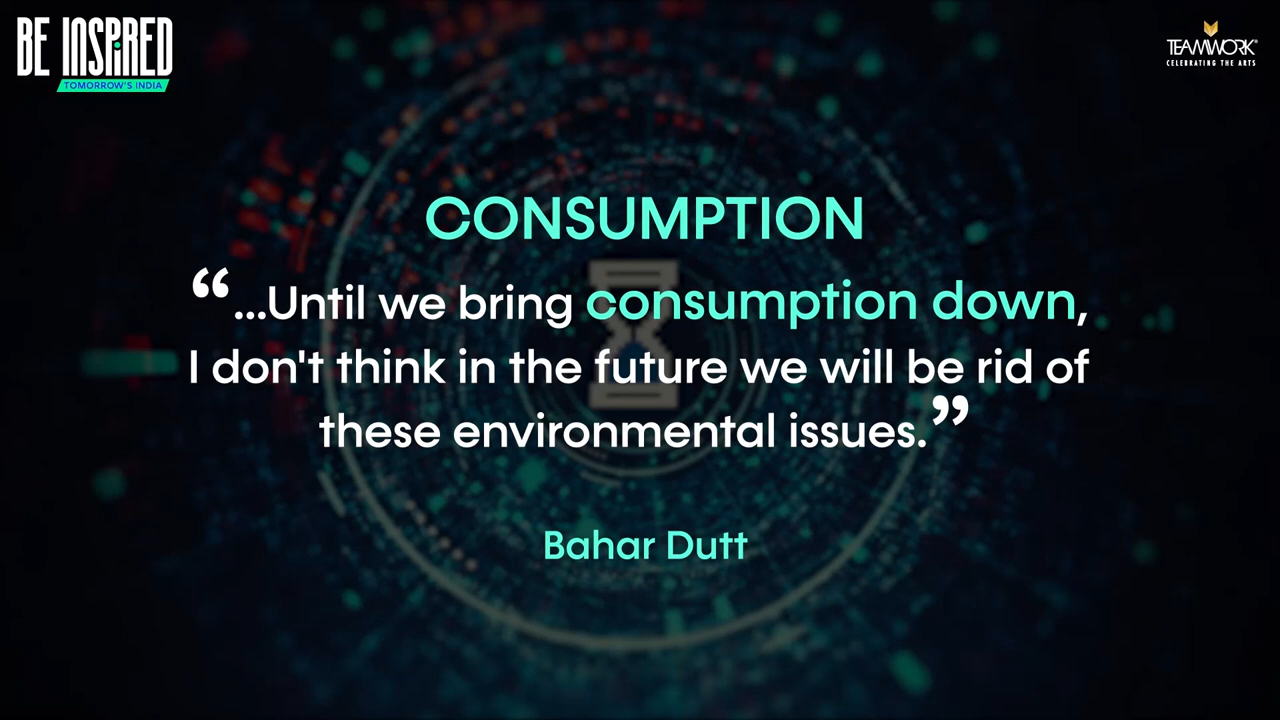 BE INSPIRED
TOMORROW'S INDIA
TEAMWORK®
CELEBRATING THE ARTS
CONSUMPTION
“...Until we bring consumption down,
I don't think in the future we will be rid of
these environmental issues.”
Bahar Dutt